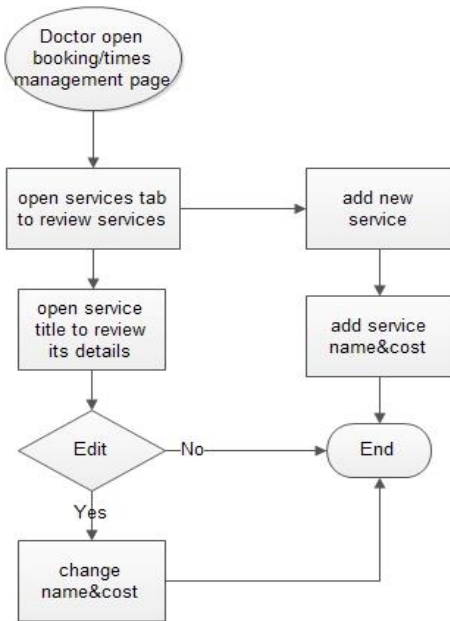 Doctor open
booking/times
management page
open services tab
to review services
add new
service
open service
title to review
its details
add service
name&cost
Edit
No
End
Yes
change
name&cost